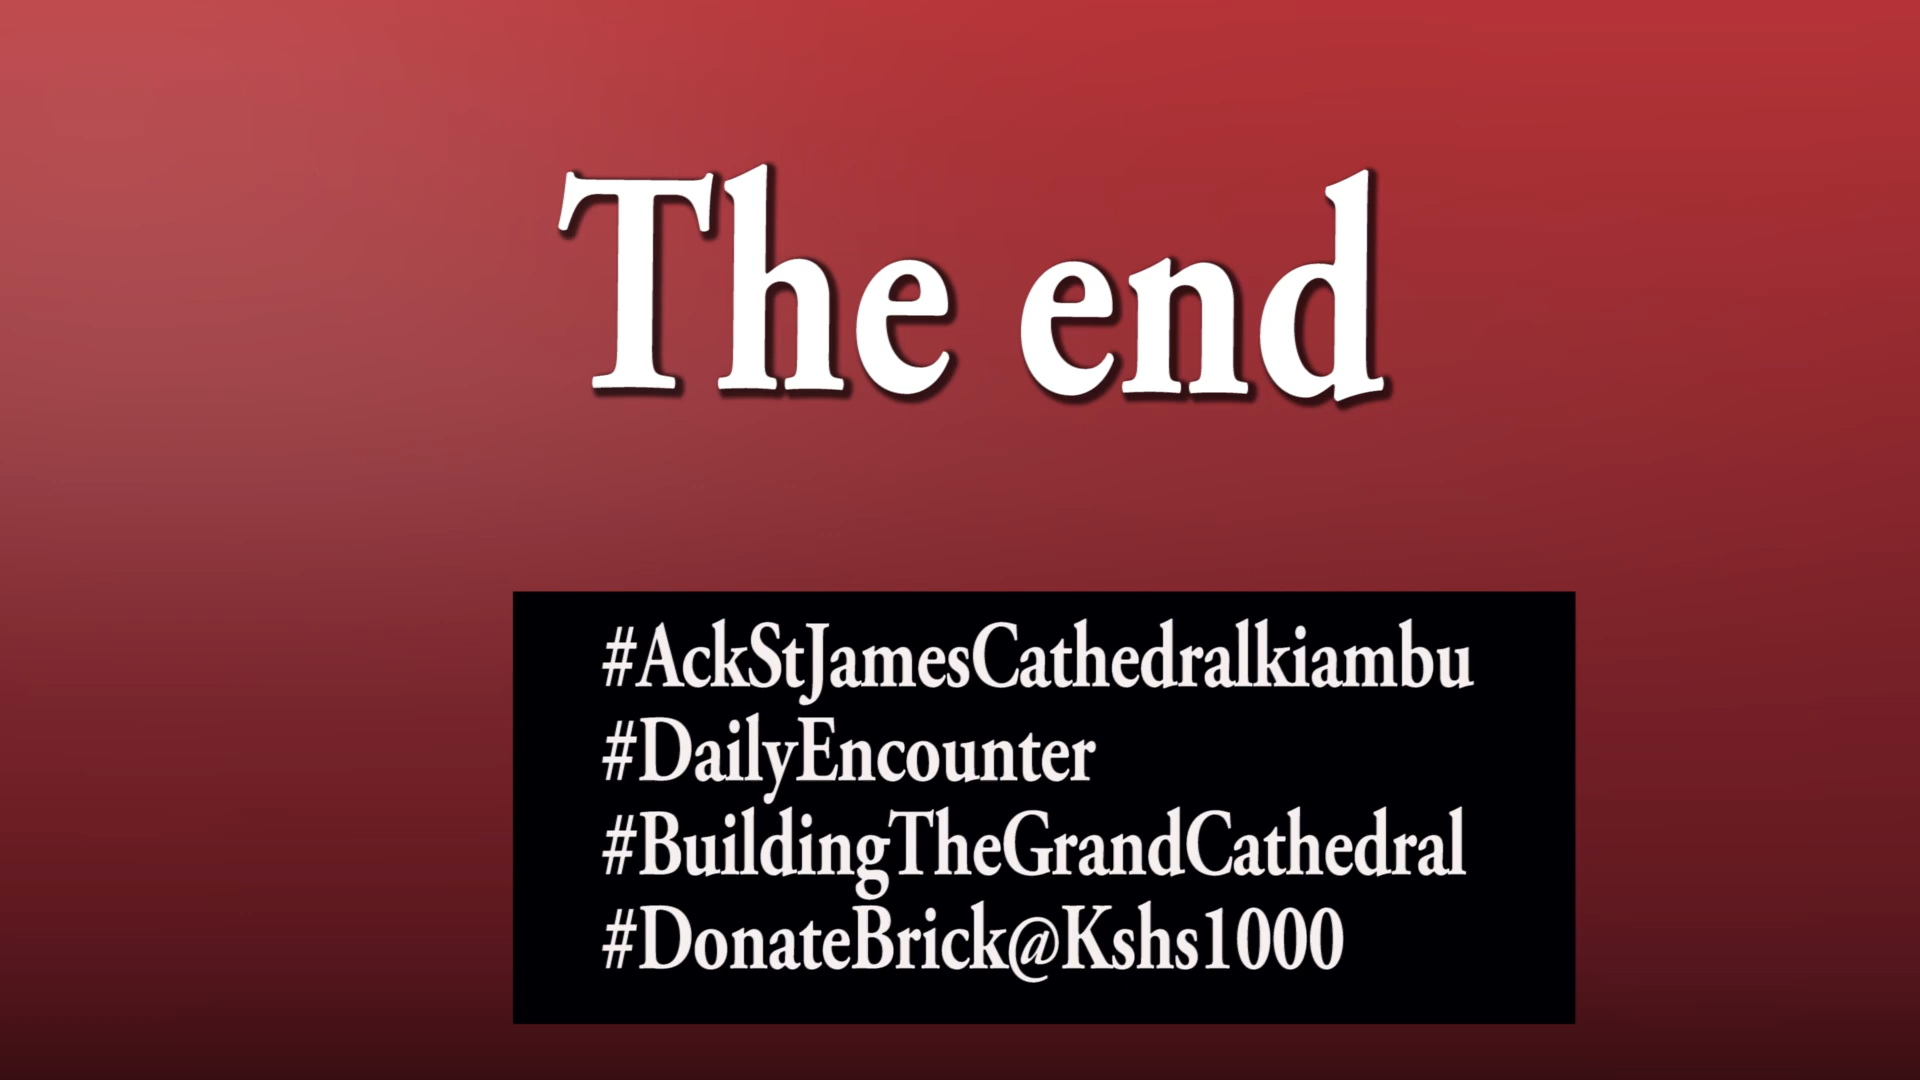 The end
#AckStJamesCathedralkiambu
#DailyEncounter
#BuildingTheGrandCathedral
#DonateBrick@Kshs1000